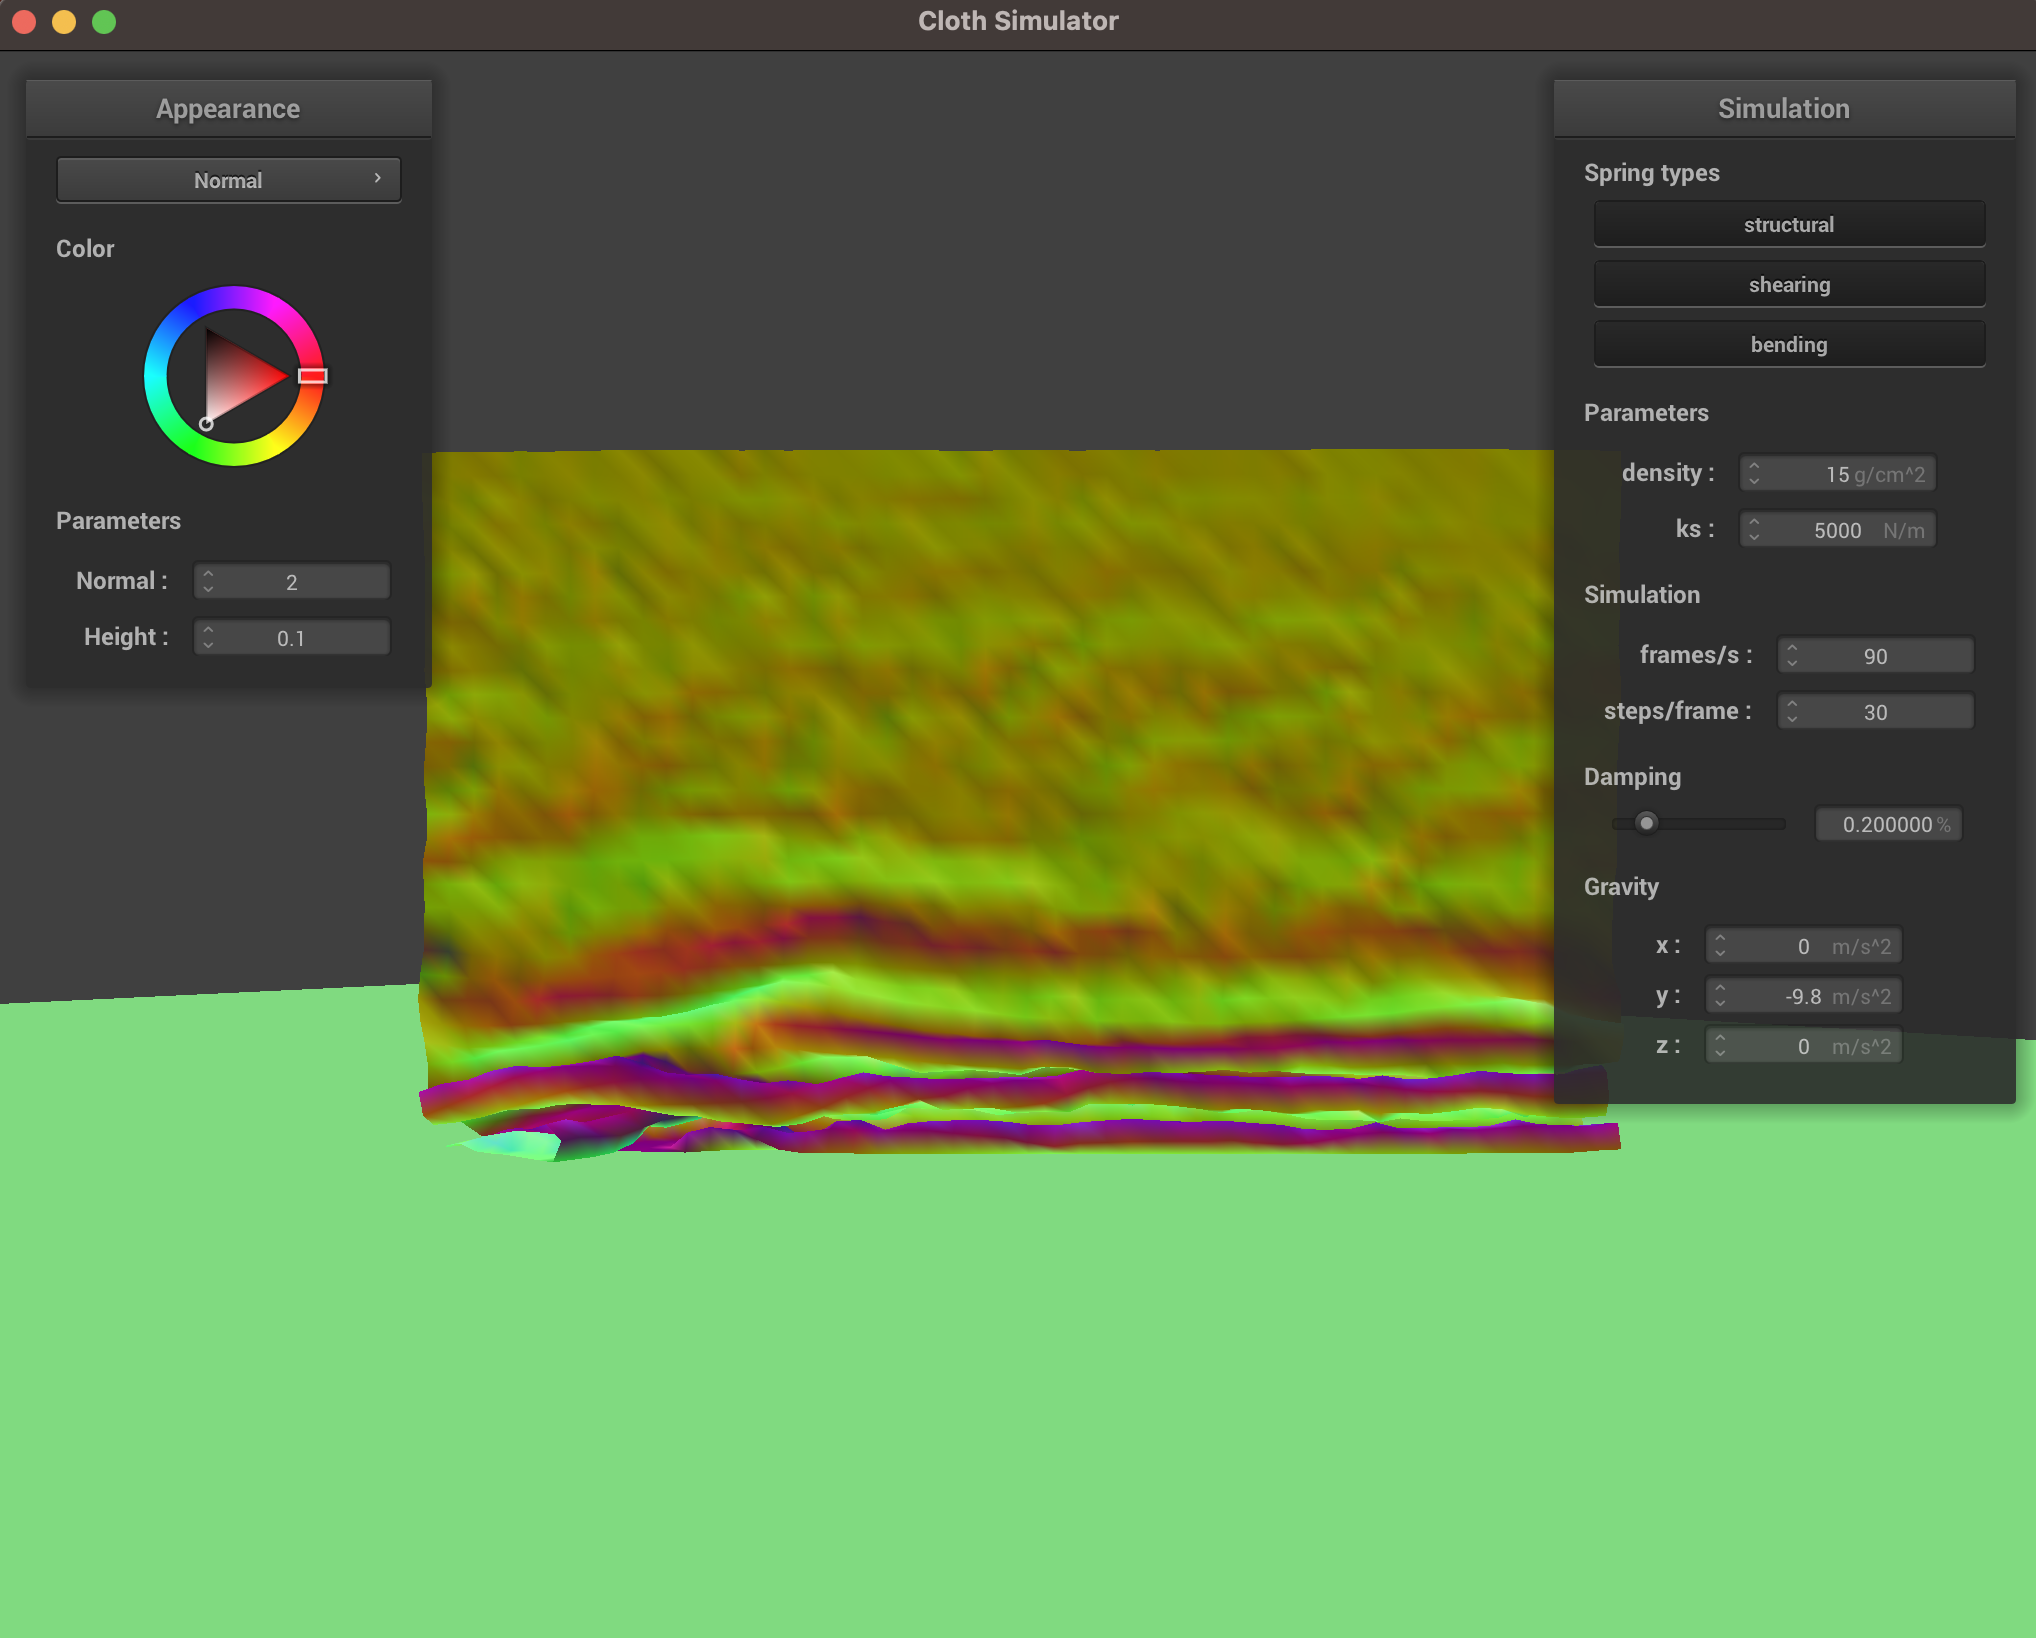 Cloth Simulator
Appearance
Normal
Color
Parameters
Normal : 2
Height : 0.1
Simulation
Spring types
structural
shearing
bending
Parameters
density : 15 g/cm^2
ks : 5000 N/m
Simulation
frames/s : 90
steps/frame : 30
Damping
0.200000 %
Gravity
x : 0 m/s^2
y : -9.8 m/s^2
z : 0 m/s^2